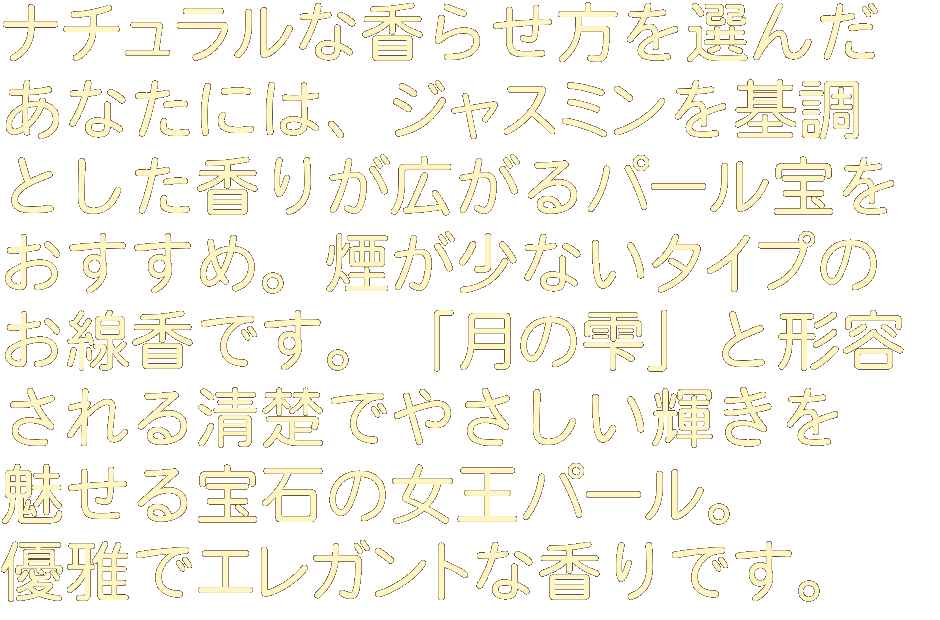 ナチュラルな香らせ方を選んだ
あなたには、ジャスミンを基調
とした香りが広がるパール宝を
おすすめ。煙が少ないタイプの
お線香です。「月の雫」と形容
される清楚でやさしい輝きを
魅せる宝石の女王パール。
優雅でエレガントな香りです。